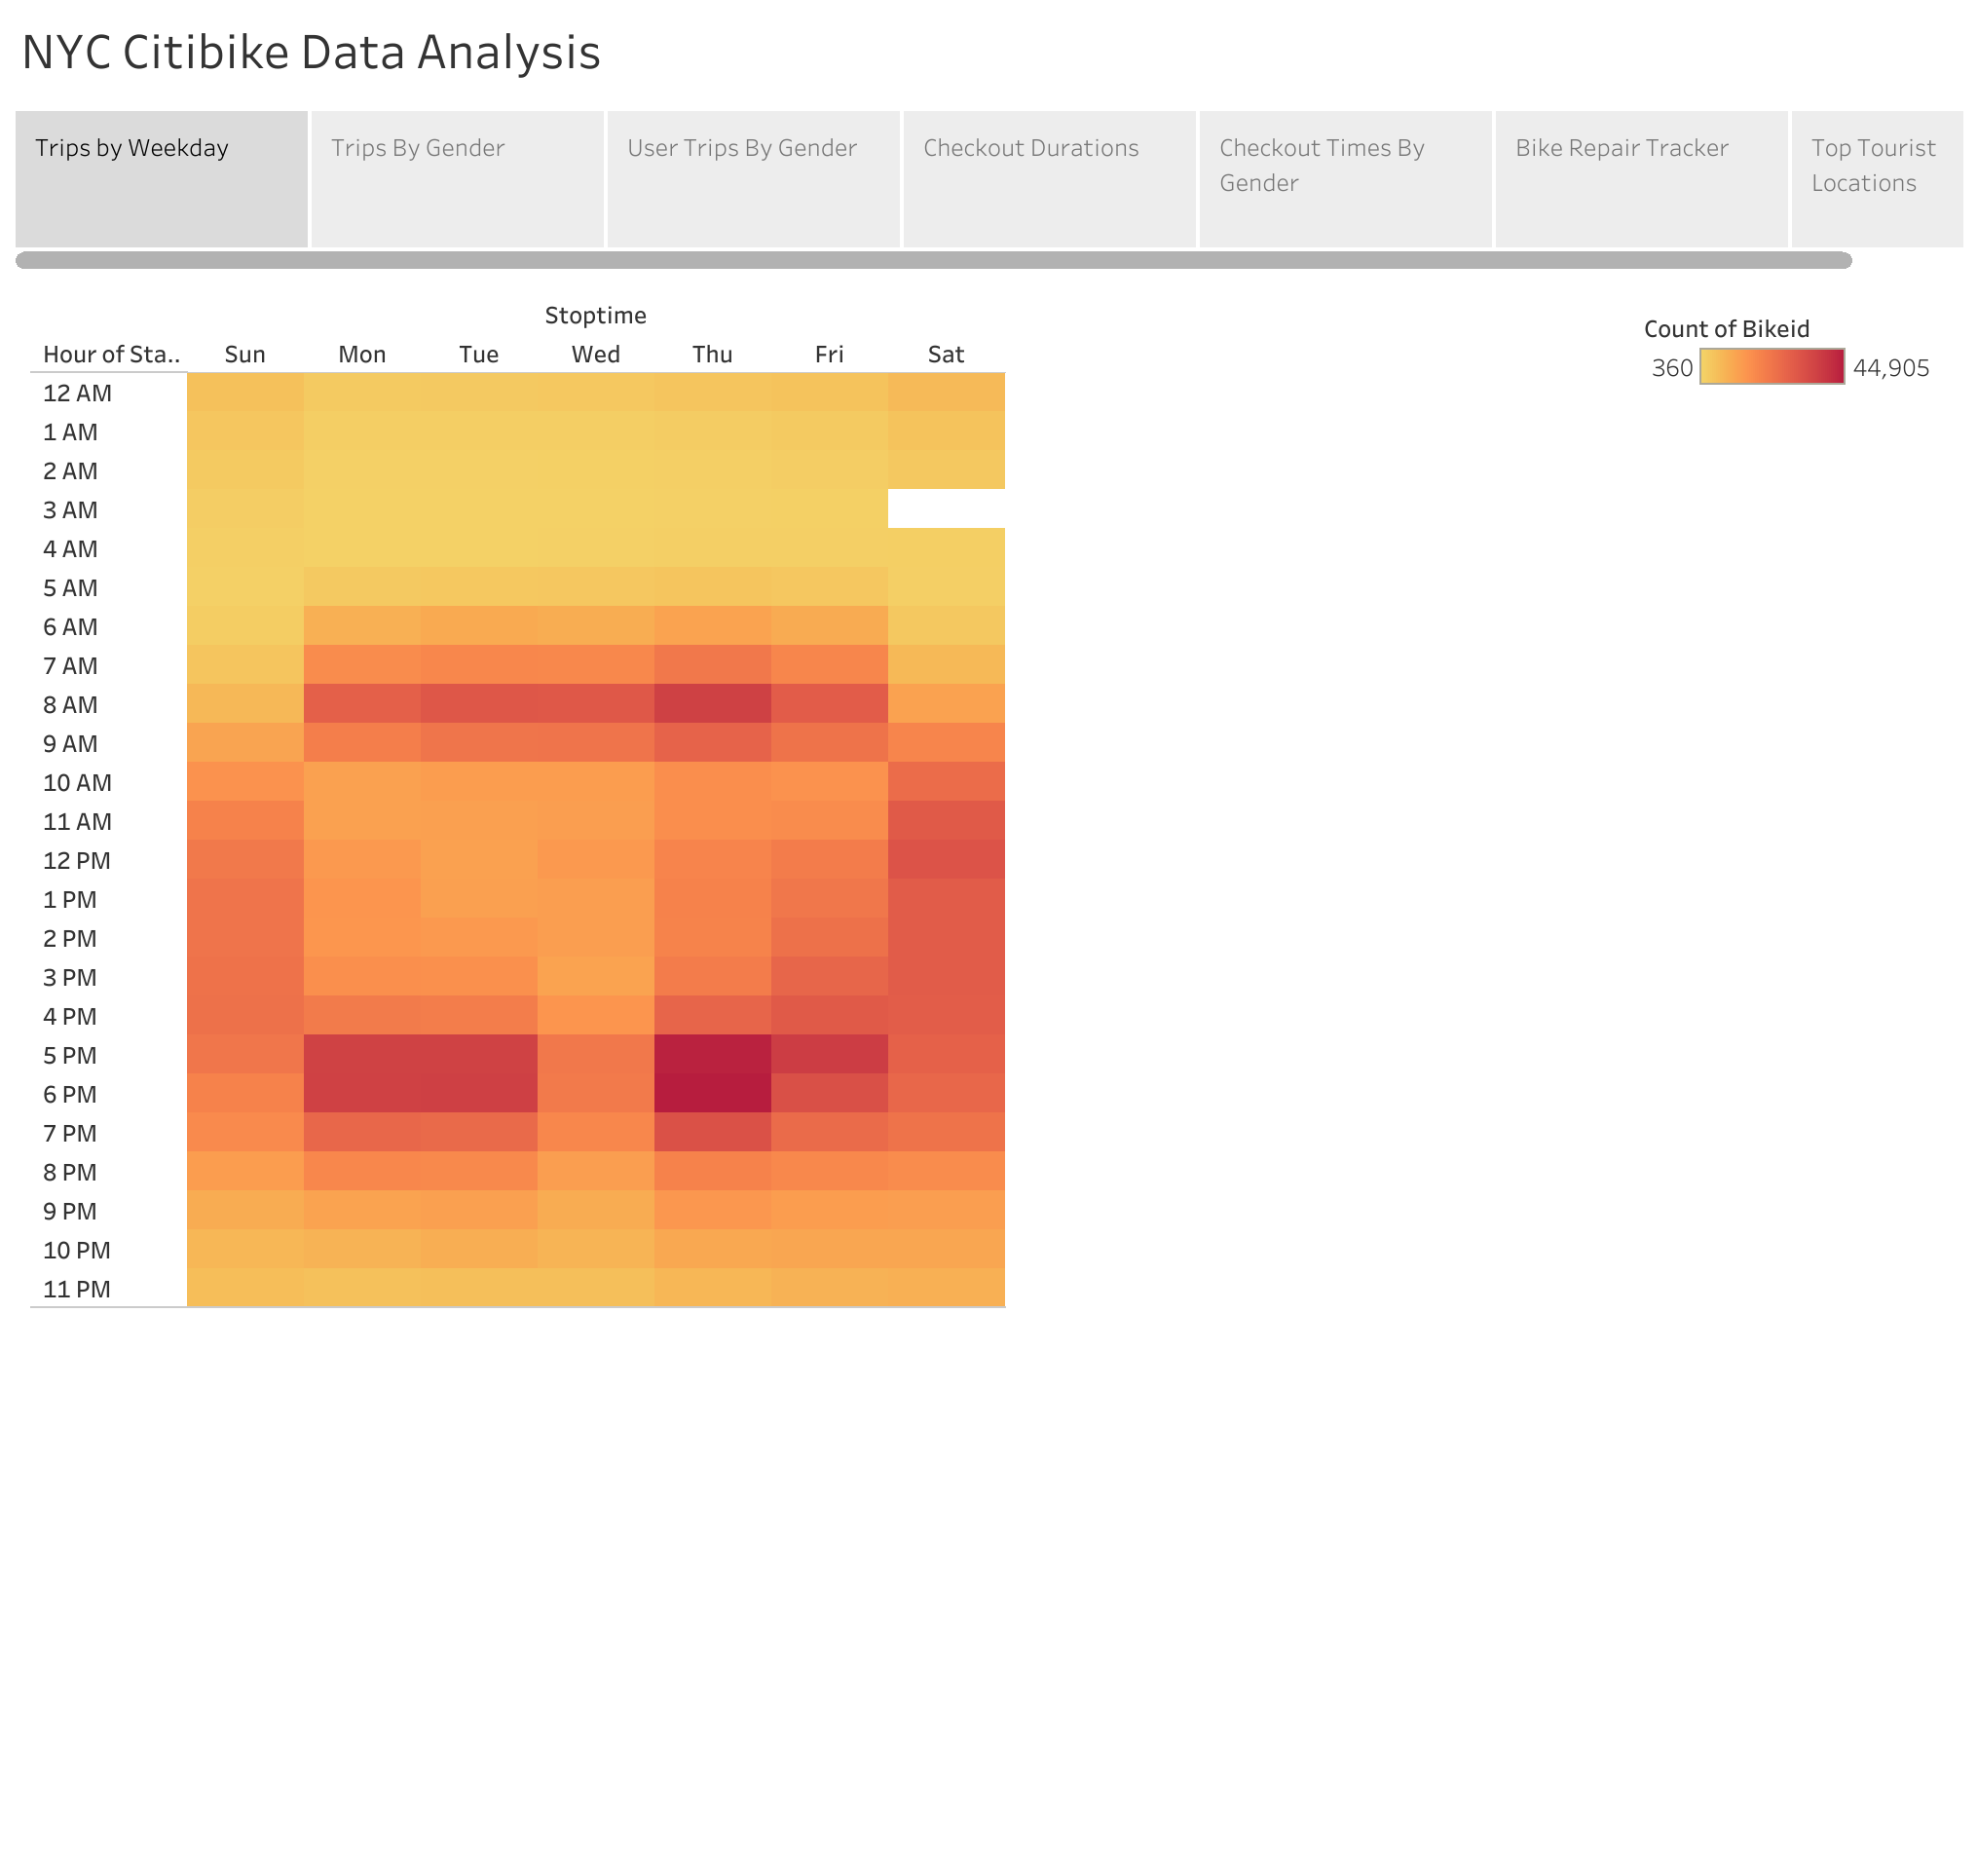 NYC Citibike Data Analysis
Trips by Weekday
Trips By Gender
User Trips By Gender
Checkout Durations
Checkout Times By
Gender
Bike Repair Tracker
Top Tourist
Locations
Stoptime
Hour of Sta.. Sun Mon Tue Wed Thu Fri Sat
12 AM
1 AM
2 AM
3 AM
4 AM
5 AM
6 AM
7 AM
8 AM
9 AM
10 AM
11 AM
12 PM
1 PM
2 PM
3 PM
4 PM
5 PM
6 PM
7 PM
8 PM
9 PM
10 PM
11 PM
Count of Bikeid
360 44,905